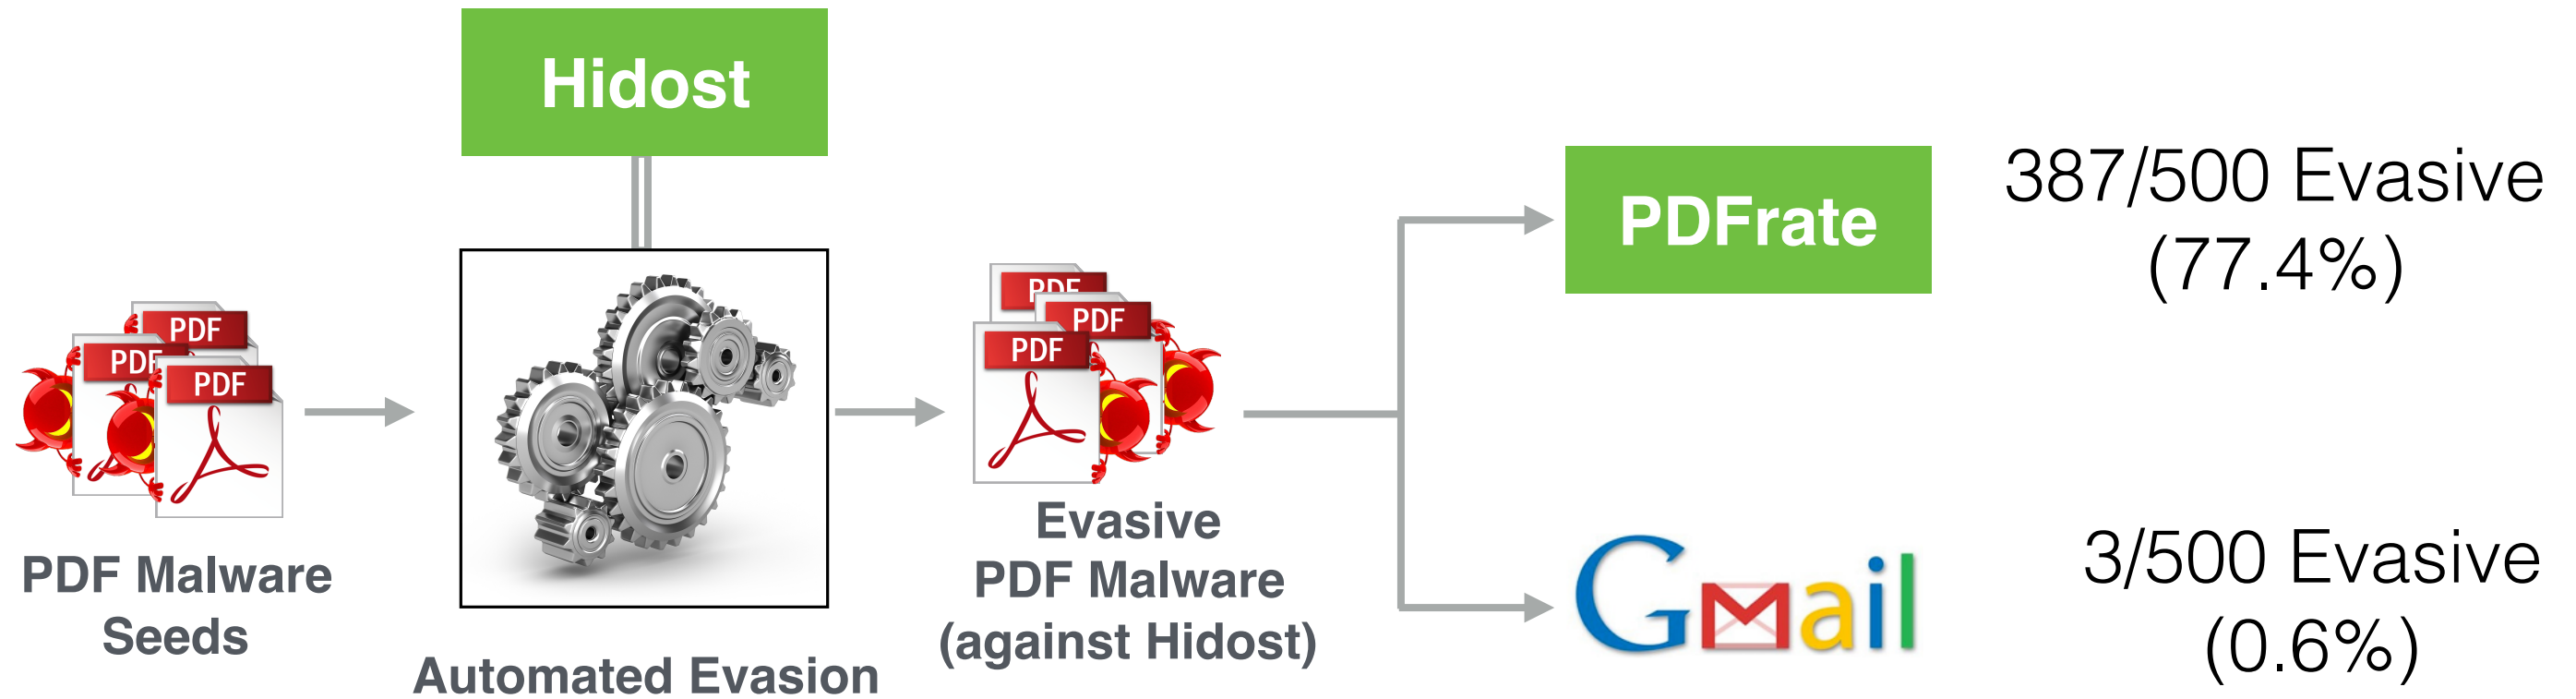 Hidost
PDF
PDF
PDF
PDF Malware
Seeds
Automated Evasion
PDF
PDF
PDF
Evasive
PDF Malware
(against Hidost)
PDFrate
387/500 Evasive
(77.4%)
Gmail
3/500 Evasive
(0.6%)